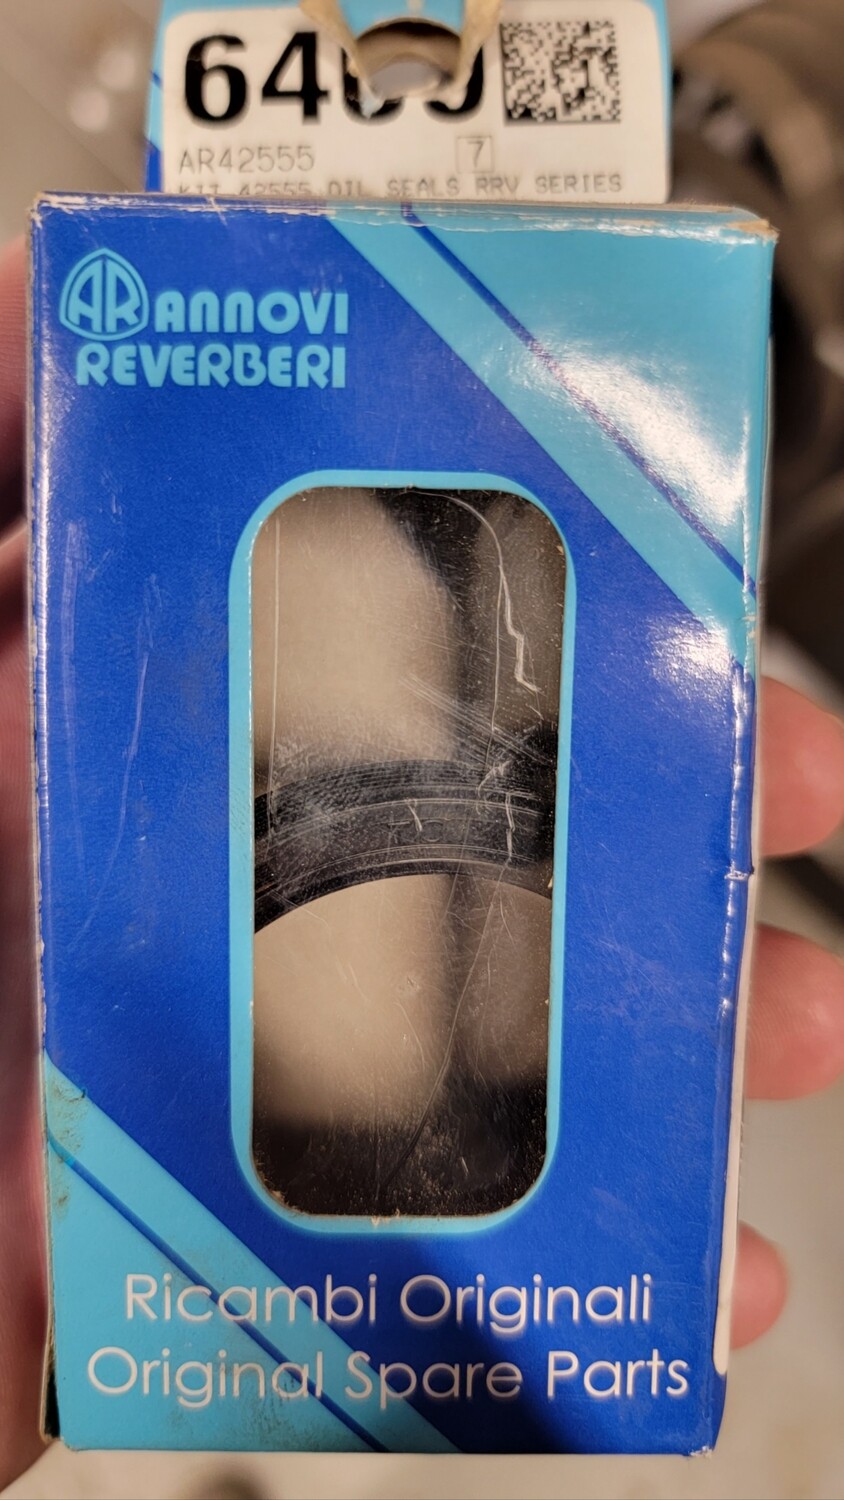 AR42555
7
KIT 42555 OIL SEALS RRV SERIES
AR ANNOVI
REVERBERI
Ricambi Originali
Original Spare Parts